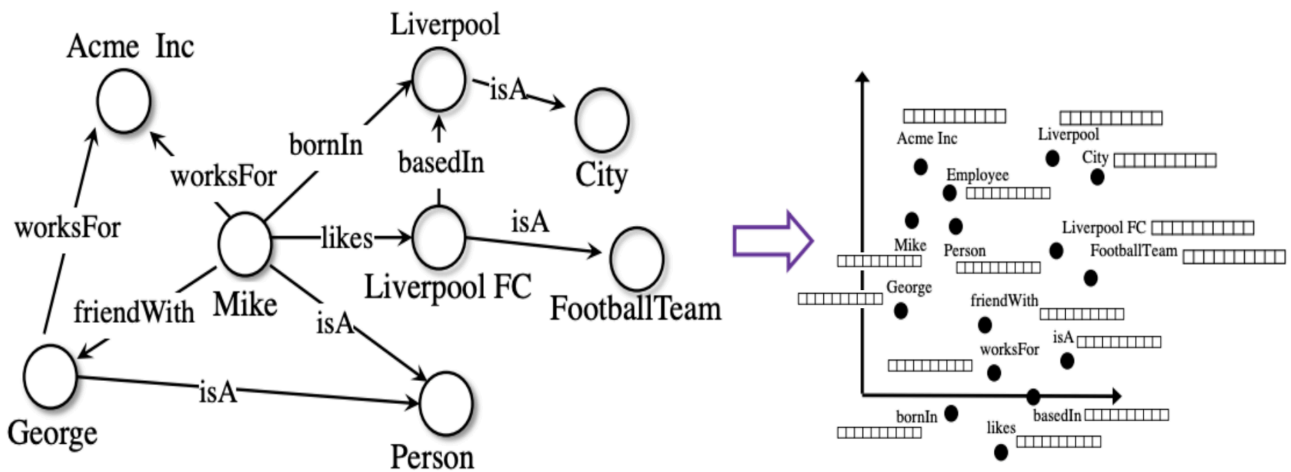 Liverpool
Acme Inc
isA
bornIn
basedIn
City
worksFor
worksFor
likes
isA
Liverpool FC
FootballTeam
friendWith
Mike
isA
isA
George
Person
Acme Inc
Liverpool
City
Employee
Liverpool FC
Mike
Person
FootballTeam
George
friendWith
isA
worksFor
bornIn
basedIn
likes